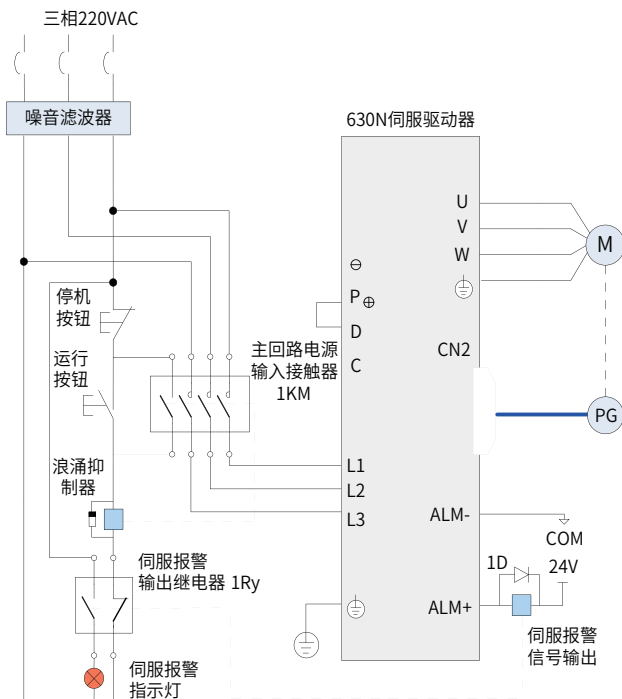 三相220VAC
噪音滤波器
630N伺服驱动器
U
V
W
M
⊖
P⊕
D
C
停机
按钮
运行
按钮
主回路电源
输入接触器
1KM
CN2
PG
浪涌抑
制器
L1
L2
L3
ALM-
COM
1D
24V
ALM+
伺服报警
输出继电器 1Ry
伺服报警
信号输出
伺服报警
指示灯